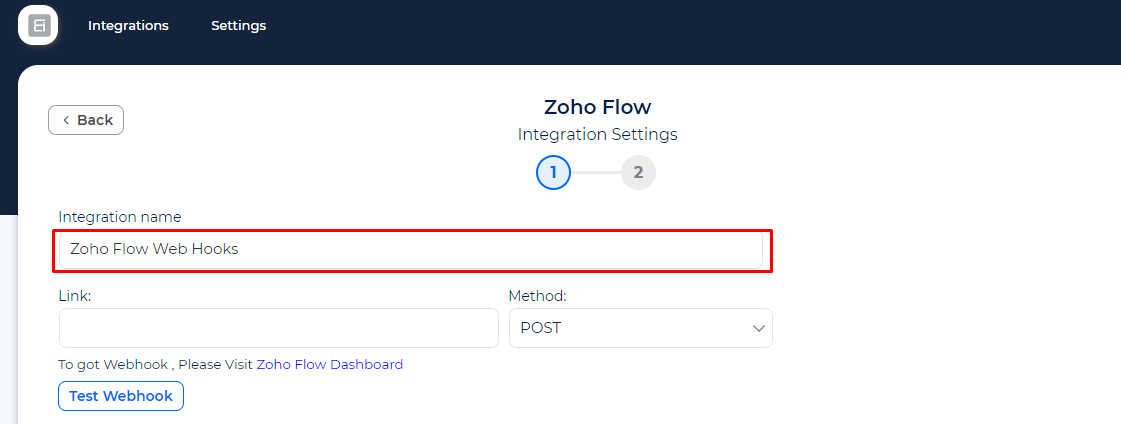 Integrations Settings
Back
Zoho Flow
Integration Settings
1 2
Integration name
Zoho Flow Web Hooks
Link: Method:
POST
To got Webhook , Please Visit Zoho Flow Dashboard
Test Webhook